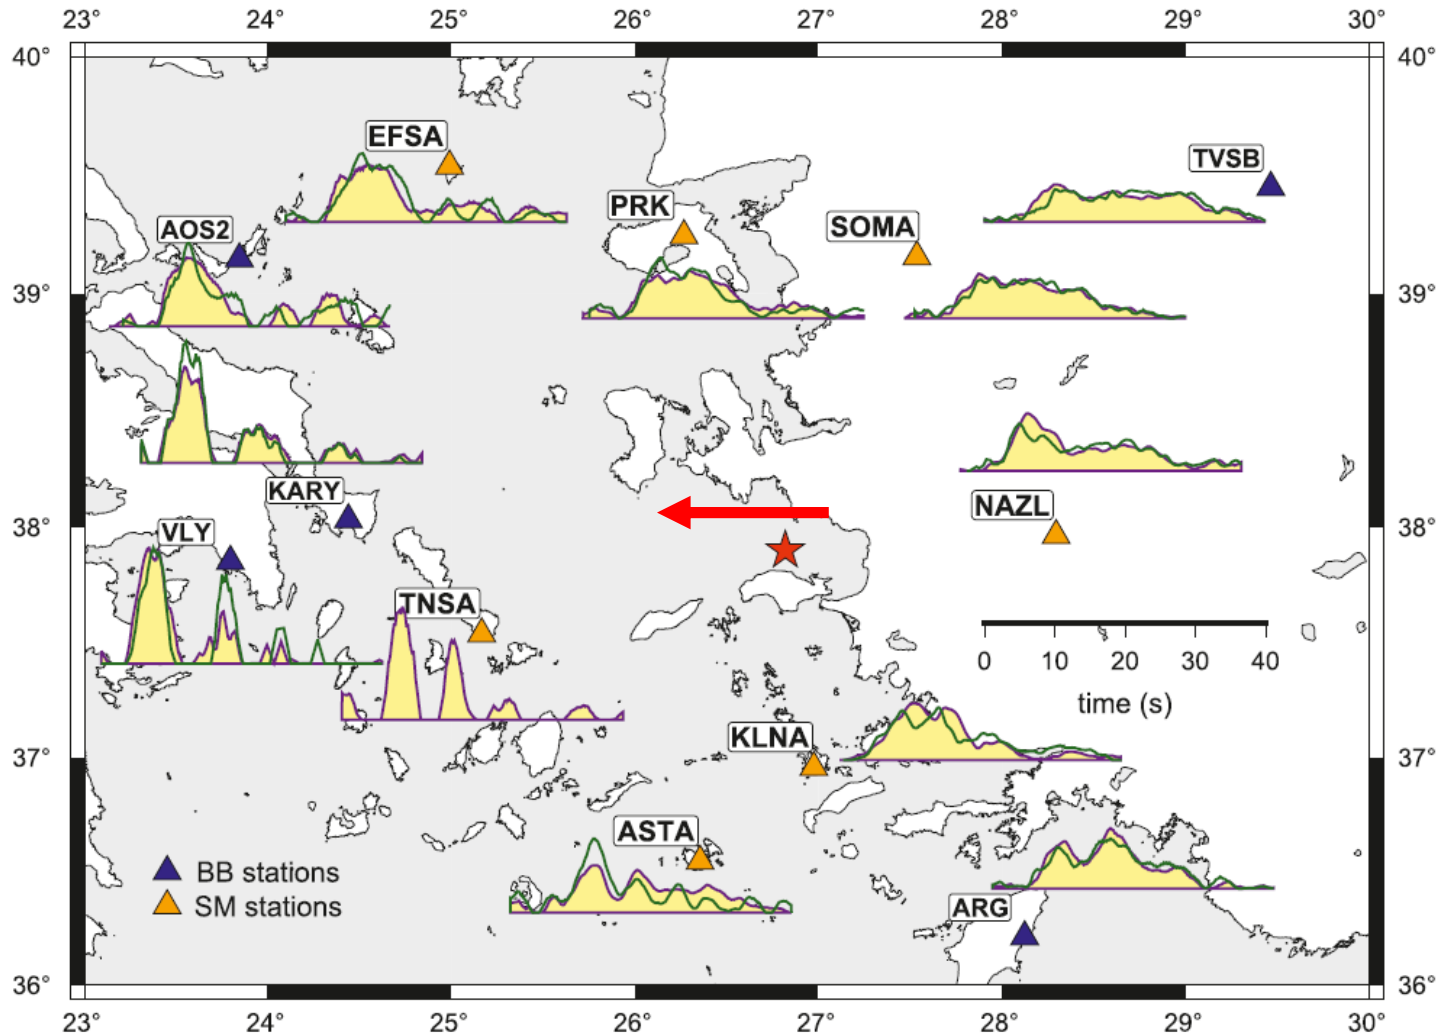 23° 24° 25° 26° 27° 28° 29° 30°
40° 40°
EFSA
TVSB
PRK
AOS2
SOMA
39° 39°
KARY
NAZL
38° 38°
VLY
TNSA
0 10 20 30 40
time (s)
KLNA
37° 37°
ASTA
BB stations
SM stations
ARG
36° 36°
23° 24° 25° 26° 27° 28° 29° 30°